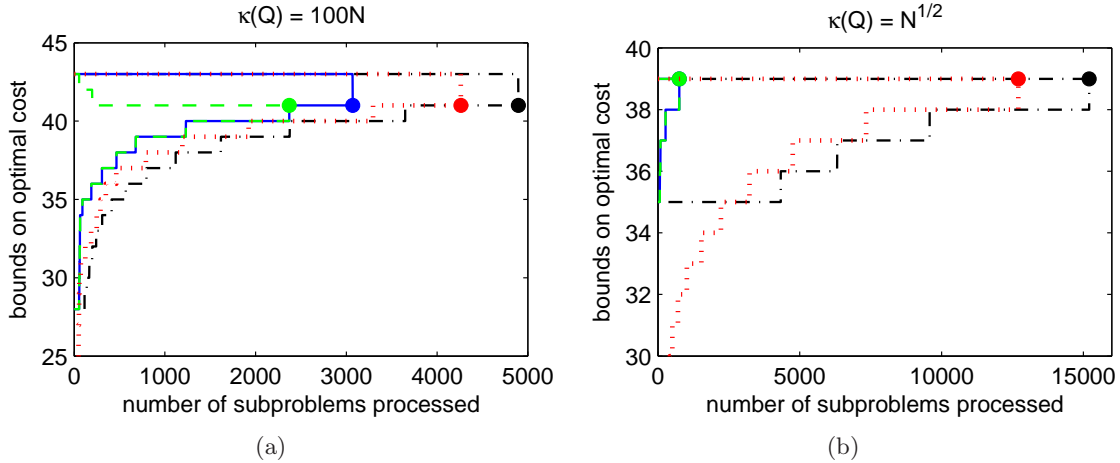 κ(Q) = 100N
45
40
35
30
25
bounds on optimal cost
0 1000 2000 3000 4000 5000
number of subproblems processed
(a)
κ(Q) = N^{1/2}
40
38
36
34
32
30
bounds on optimal cost
0 5000 10000 15000
number of subproblems processed
(b)